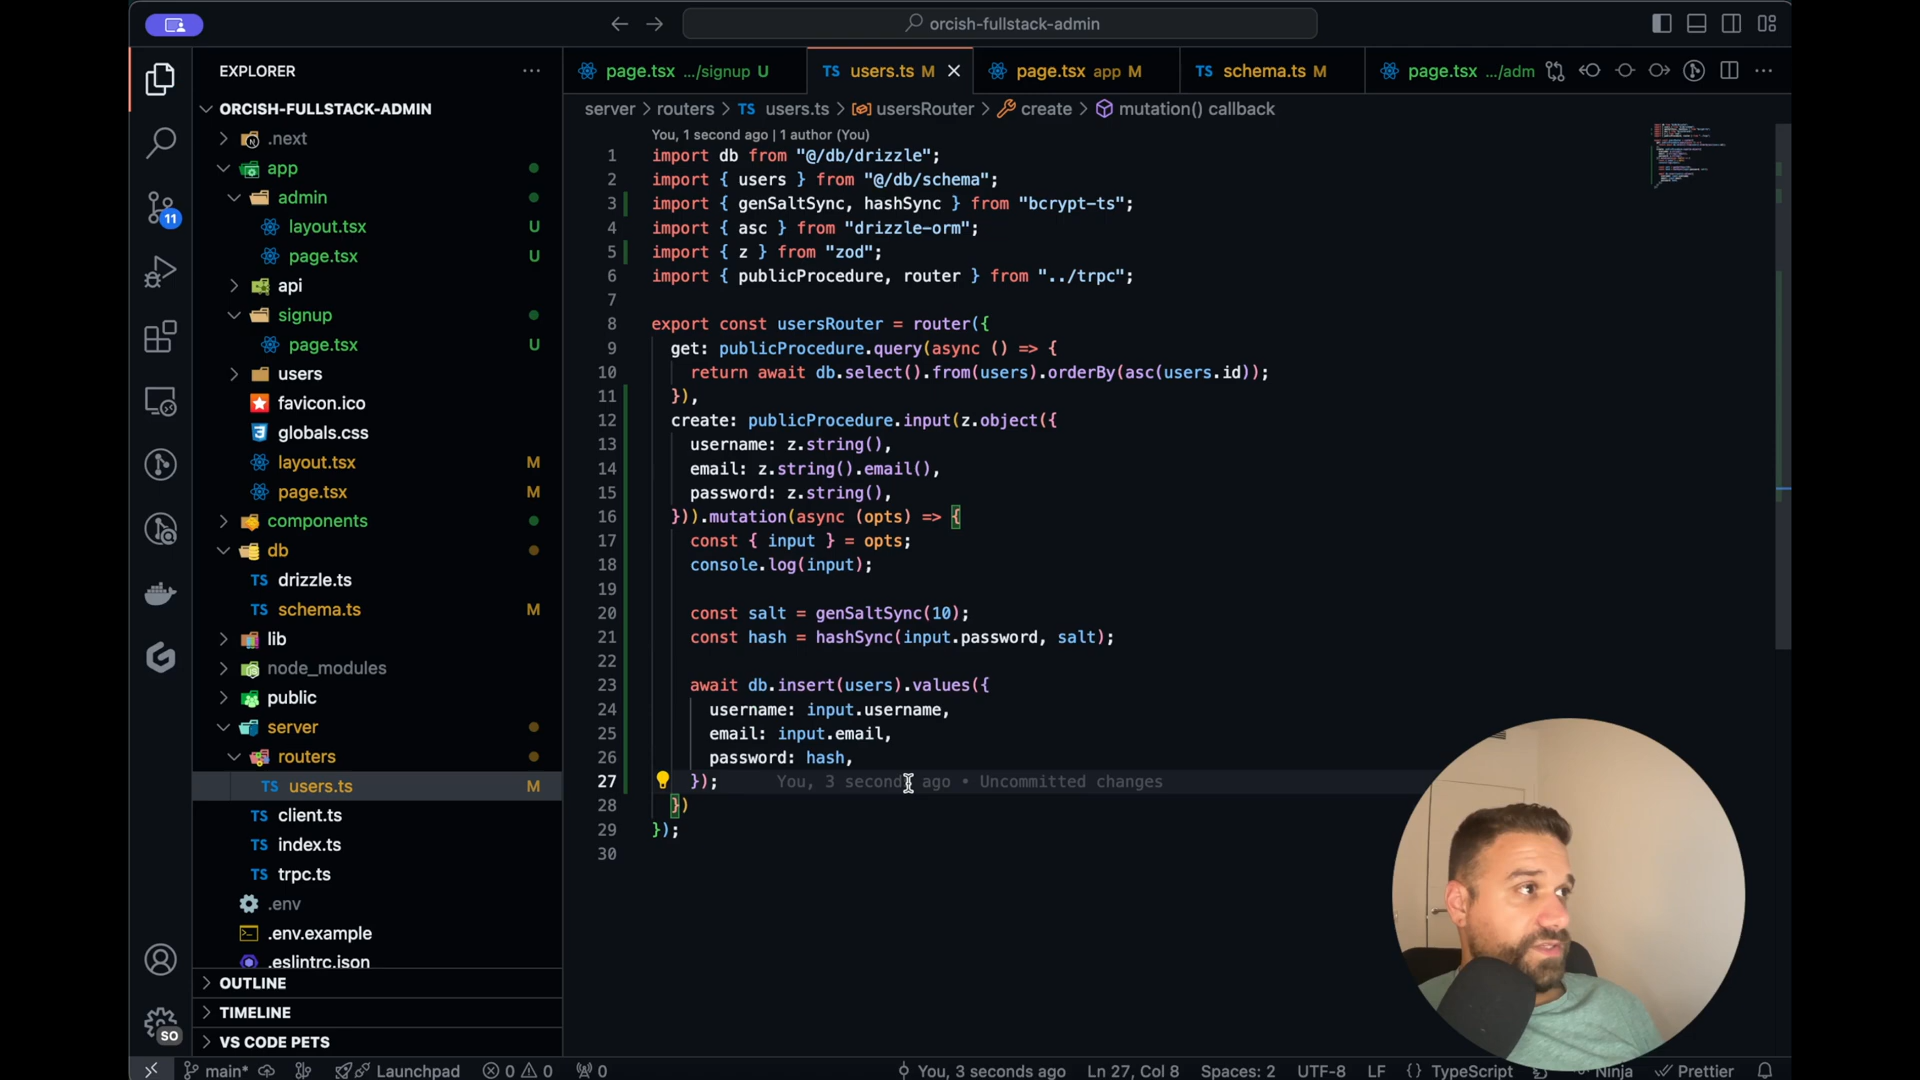 orcish-fullstack-admin
EXPLORER
ORCISH-FULLSTACK-ADMIN
.next
app
admin
layout.tsx U
page.tsx U
api
signup
page.tsx U
users
favicon.ico
globals.css
layout.tsx M
page.tsx M
components
db
TS drizzle.ts
TS schema.ts M
lib
node_modules
public
server
routers
TS users.ts M
TS client.ts
TS index.ts
TS trpc.ts
.env
.env.example
.eslintrc.json
OUTLINE
TIMELINE
VS CODE PETS
11
SO
page.tsx .../signup U
TS users.ts M
page.tsx app M
TS schema.ts M
page.tsx .../adm
server > routers > TS users.ts > usersRouter > create > mutation() callback
You, 1 second ago | 1 author (You)
1 import db from "@/db/drizzle";
2 import { users } from "@/db/schema";
3 import { genSaltSync, hashSync } from "bcrypt-ts";
4 import { asc } from "drizzle-orm";
5 import { z } from "zod";
6 import { publicProcedure, router } from "../trpc";
7
8 export const usersRouter = router({
9 get: publicProcedure.query(async () => {
10 return await db.select().from(users).orderBy(asc(users.id));
11 }),
12 create: publicProcedure.input(z.object({
13 username: z.string(),
14 email: z.string().email(),
15 password: z.string(),
16 })).mutation(async (opts) => {
17 const { input } = opts;
18 console.log(input);
19
20 const salt = genSaltSync(10);
21 const hash = hashSync(input.password, salt);
22
23 await db.insert(users).values({
24 username: input.username,
25 email: input.email,
26 password: hash,
27 }); You, 3 seconds ago • Uncommitted changes
28 })
29 });
30
main* Launchpad 0 0 0 You, 3 seconds ago Ln 27, Col 8 Spaces: 2 UTF-8 LF {} TypeScript Ninja Prettier